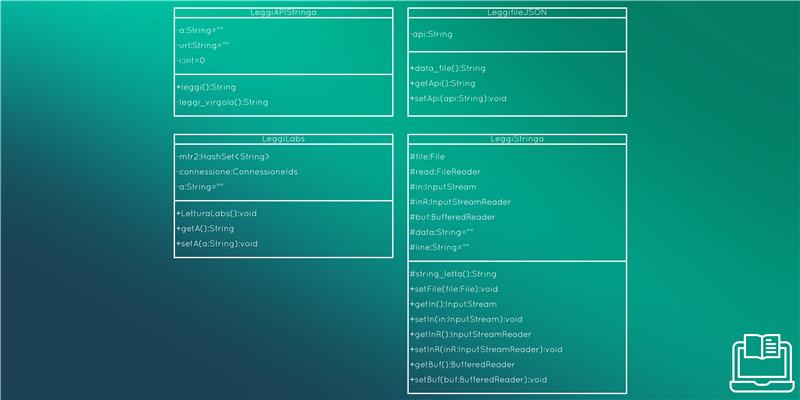 LeggiAPIStringa
-a:String=""
-url:String=""
-i:int=0
+leggi():String
-leggi_virgola():String
LeggifileJSON
-api:String
+data_file():String
+getApi():String
+setApi(api:String):void
LeggiLabs
-mtr2:HashSet<String>
-connessione:ConnessioneIds
-a:String=""
+LetturaLabs():void
+getA():String
+setA(a:String):void
LeggiStringa
#file:File
#read:FileReader
#in:InputStream
#inR:InputStreamReader
#buf:BufferedReader
#data:String=""
#line:String=""
#string_letta():String
+setFile(file:File):void
+getIn():InputStream
+setIn(in:InputStream):void
+getInR():InputStreamReader
+setInR(inR:InputStreamReader):void
+getBuf():BufferedReader
+setBuf(buf:BufferedReader):void